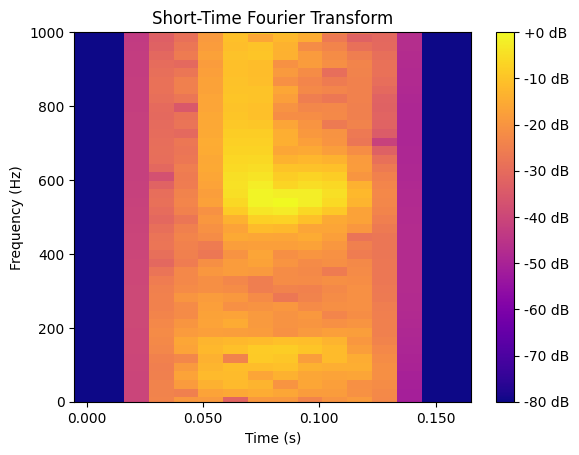 Short-Time Fourier Transform
Frequency (Hz)
1000
800
600
400
200
0
0.000
0.050
0.100
0.150
Time (s)
+0 dB
-10 dB
-20 dB
-30 dB
-40 dB
-50 dB
-60 dB
-70 dB
-80 dB